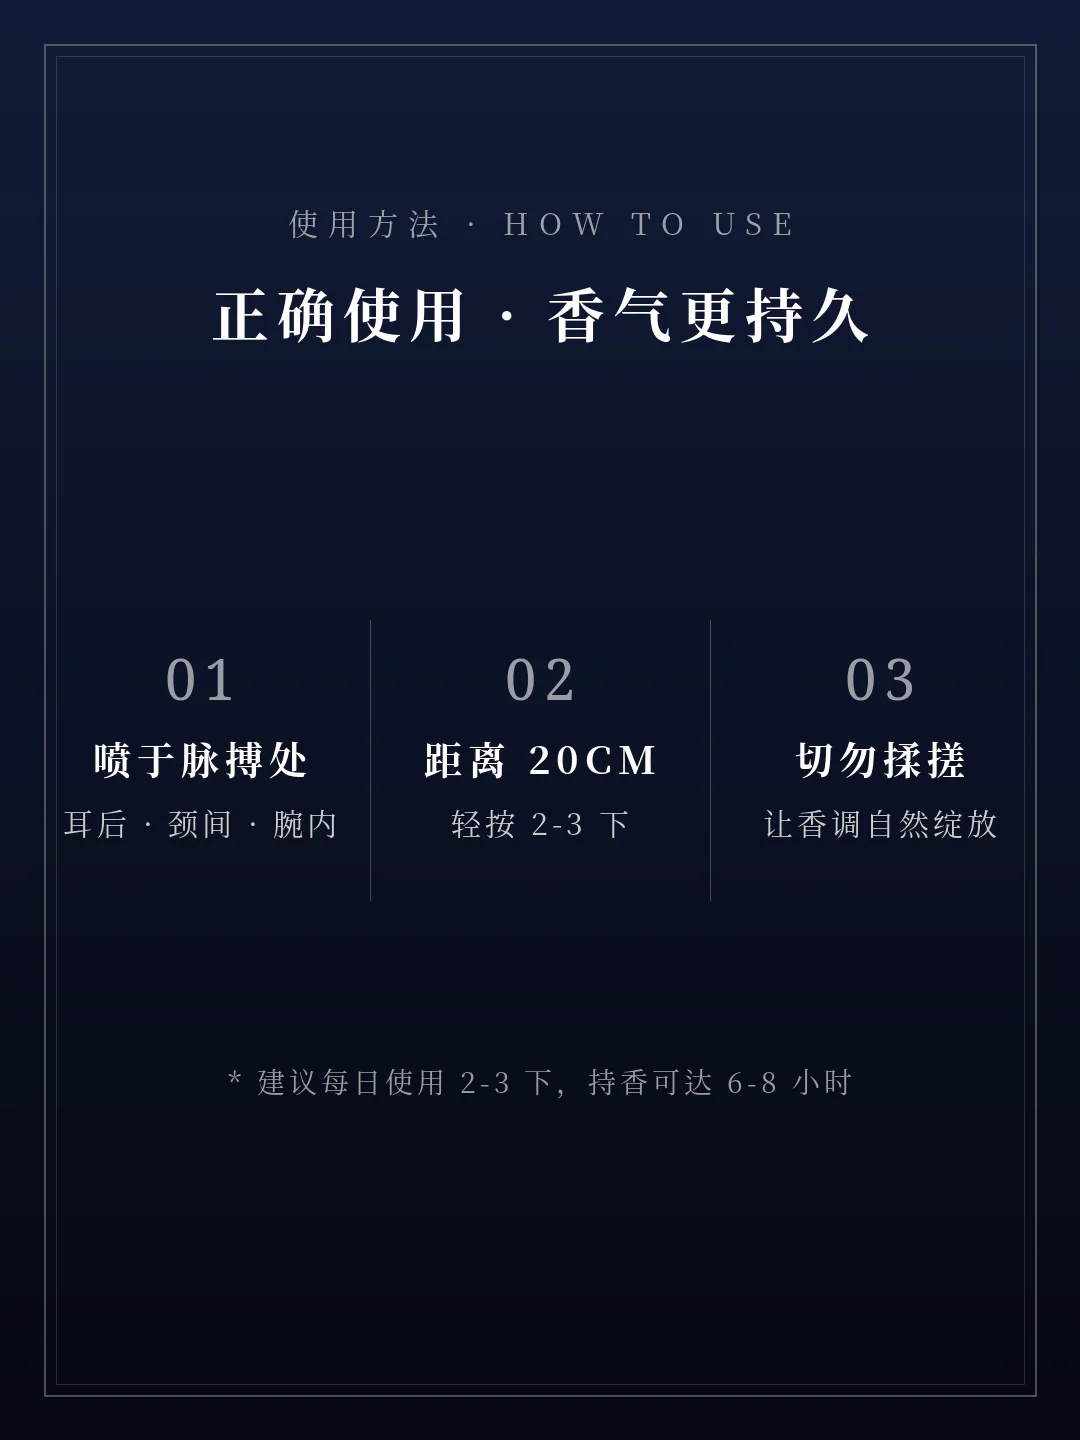 使用方法 · HOW TO USE
正确使用 · 香气更持久
01
喷于脉搏处
耳后 · 颈间 · 腕内
02
距离 20CM
轻按 2-3 下
03
切勿揉搓
让香调自然绽放
* 建议每日使用 2-3 下，持香可达 6-8 小时